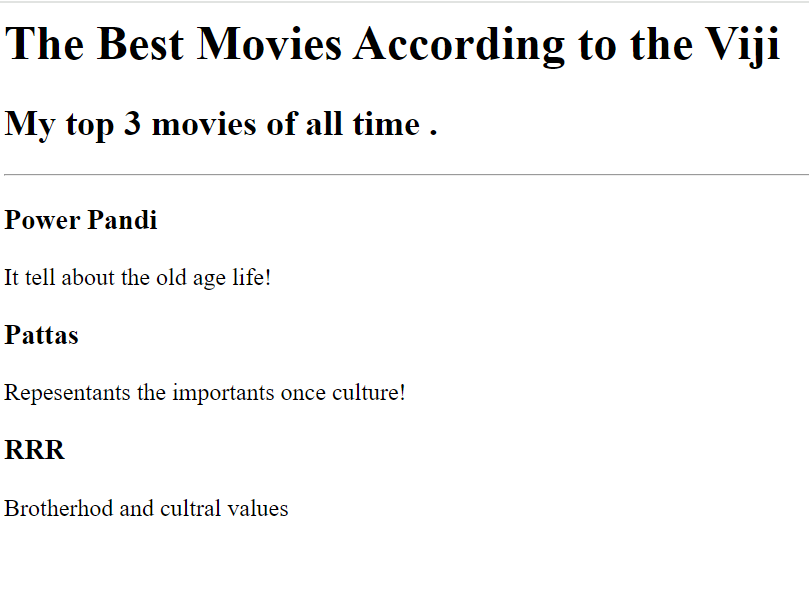 The Best Movies According to the Viji
My top 3 movies of all time .
Power Pandi
It tell about the old age life!
Pattas
Repesentants the importants once culture!
RRR
Brotherhod and cultral values